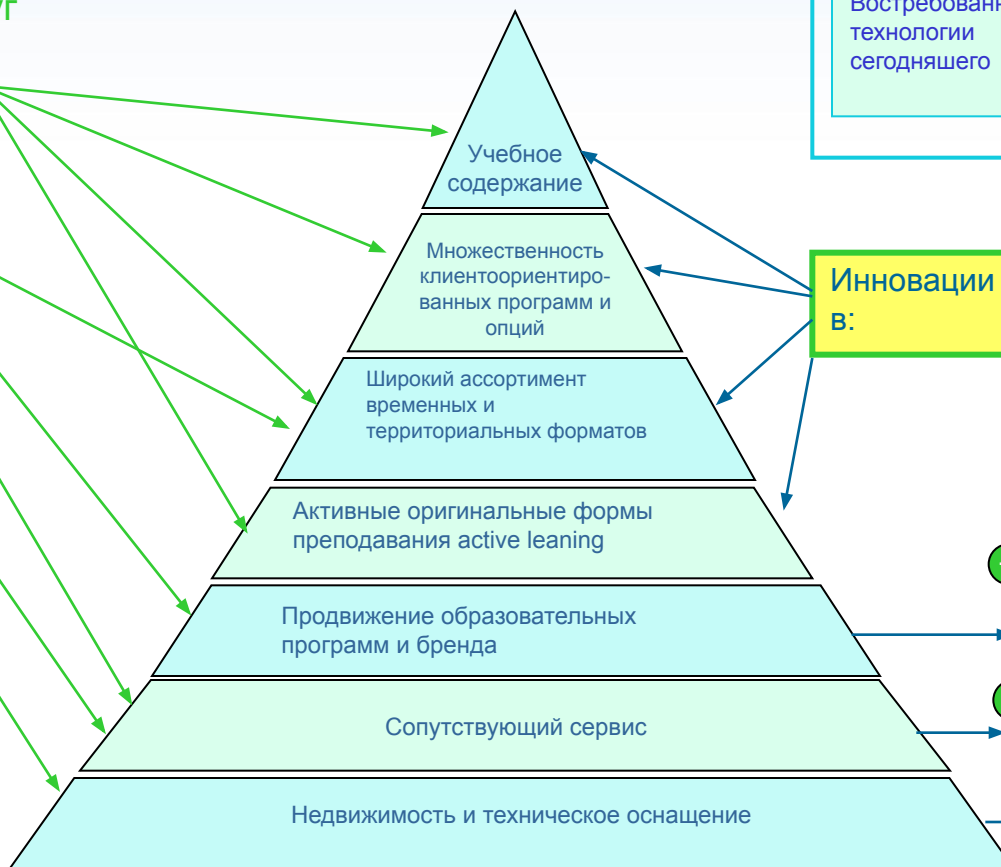 Востребованн
технологии
сегодняшего
Учебное
содержание
Множественность
клиентоориентиро-
ванных программ и
опций
Инновации
в:
Широкий ассортимент
временных и
территориальных форматов
Активные оригинальные формы
преподавания active leaning
Продвижение образовательных
программ и бренда
Сопутствующий сервис
Недвижимость и техническое оснащение